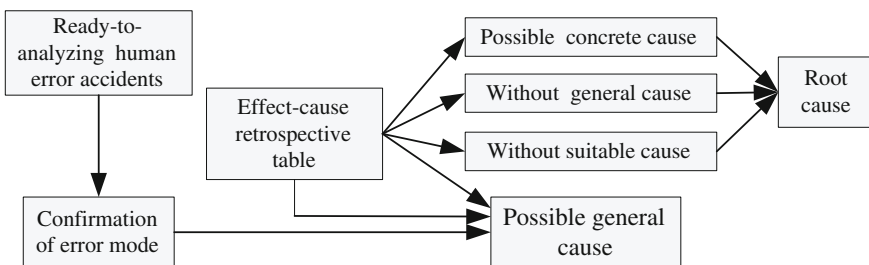 Ready-to-
analyzing human
error accidents
Confirmation
of error mode
Effect-cause
retrospective
table
Possible concrete cause
Without general cause
Without suitable cause
Possible general
cause
Root
cause